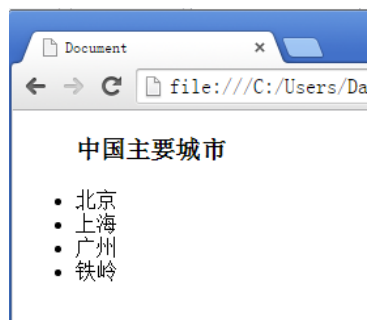 Document
file:///C:/Users/Da
中国主要城市
北京
上海
广州
铁岭